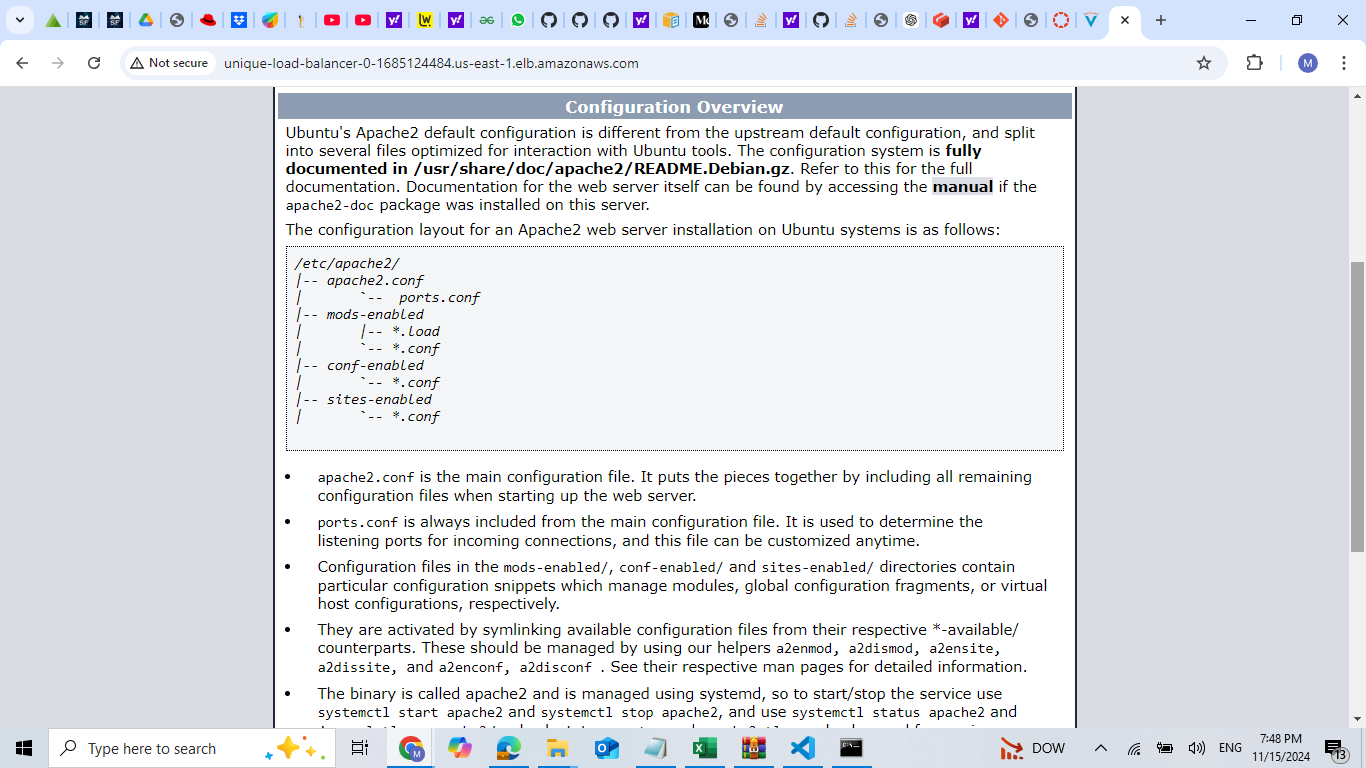 Not secure
unique-load-balancer-0-1685124484.us-east-1.elb.amazonaws.com
M
Configuration Overview
Ubuntu's Apache2 default configuration is different from the upstream default configuration, and split
into several files optimized for interaction with Ubuntu tools. The configuration system is fully
documented in /usr/share/doc/apache2/README.Debian.gz. Refer to this for the full
documentation. Documentation for the web server itself can be found by accessing the manual if the
apache2-doc package was installed on this server.
The configuration layout for an Apache2 web server installation on Ubuntu systems is as follows:
/etc/apache2/
|-- apache2.conf
|       `--  ports.conf
|-- mods-enabled
|       |-- *.load
|       `-- *.conf
|-- conf-enabled
|       `-- *.conf
|-- sites-enabled
|       `-- *.conf
• apache2.conf is the main configuration file. It puts the pieces together by including all remaining
configuration files when starting up the web server.
• ports.conf is always included from the main configuration file. It is used to determine the
listening ports for incoming connections, and this file can be customized anytime.
• Configuration files in the mods-enabled/, conf-enabled/ and sites-enabled/ directories contain
particular configuration snippets which manage modules, global configuration fragments, or virtual
host configurations, respectively.
• They are activated by symlinking available configuration files from their respective *-available/
counterparts. These should be managed by using our helpers a2enmod, a2dismod, a2ensite,
a2dissite, and a2enconf, a2disconf . See their respective man pages for detailed information.
• The binary is called apache2 and is managed using systemd, so to start/stop the service use
systemctl start apache2 and systemctl stop apache2, and use systemctl status apache2 and
Type here to search
DOW
ENG
7:48 PM
11/15/2024
13